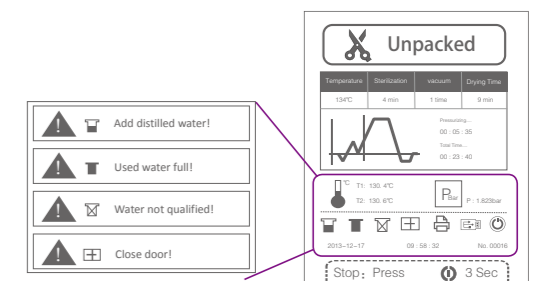 Unpacked
Temperature Sterilization vacuum Drying Time
134℃ 4 min 1 time 9 min
Pressurizing...
00 : 05 : 35
Total Time...
00 : 23 : 40
Add distilled water!
Used water full!
Water not qualified!
Close door!
℃ T1: 130. 4℃
T2: 130. 6℃
PBar P : 1.823bar
2013-12-17 09 : 58 : 32 No. 00016
Stop: Press 3 Sec